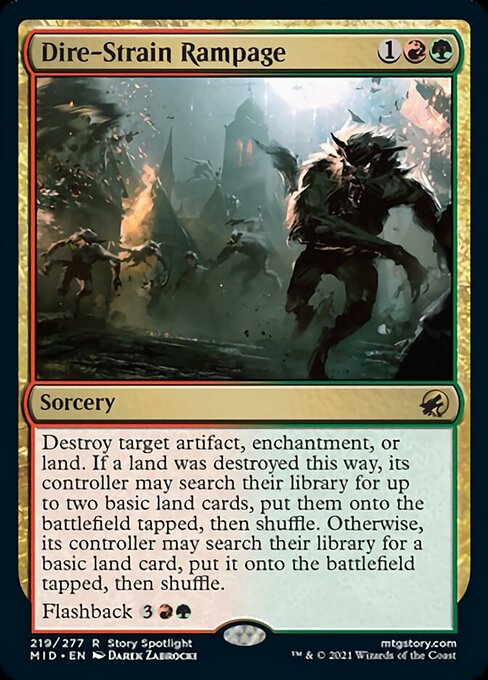 Dire-Strain Rampage 1
Sorcery
Destroy target artifact, enchantment, or
land. If a land was destroyed this way, its
controller may search their library for up
to two basic land cards, put them onto the
battlefield tapped, then shuffle. Otherwise,
its controller may search their library for a
basic land card, put it onto the battlefield
tapped, then shuffle.
Flashback 3
219/277 R Story Spotlight mtgstory.com
MID • EN Darek Zabrocki ™ & © 2021 Wizards of the Coast